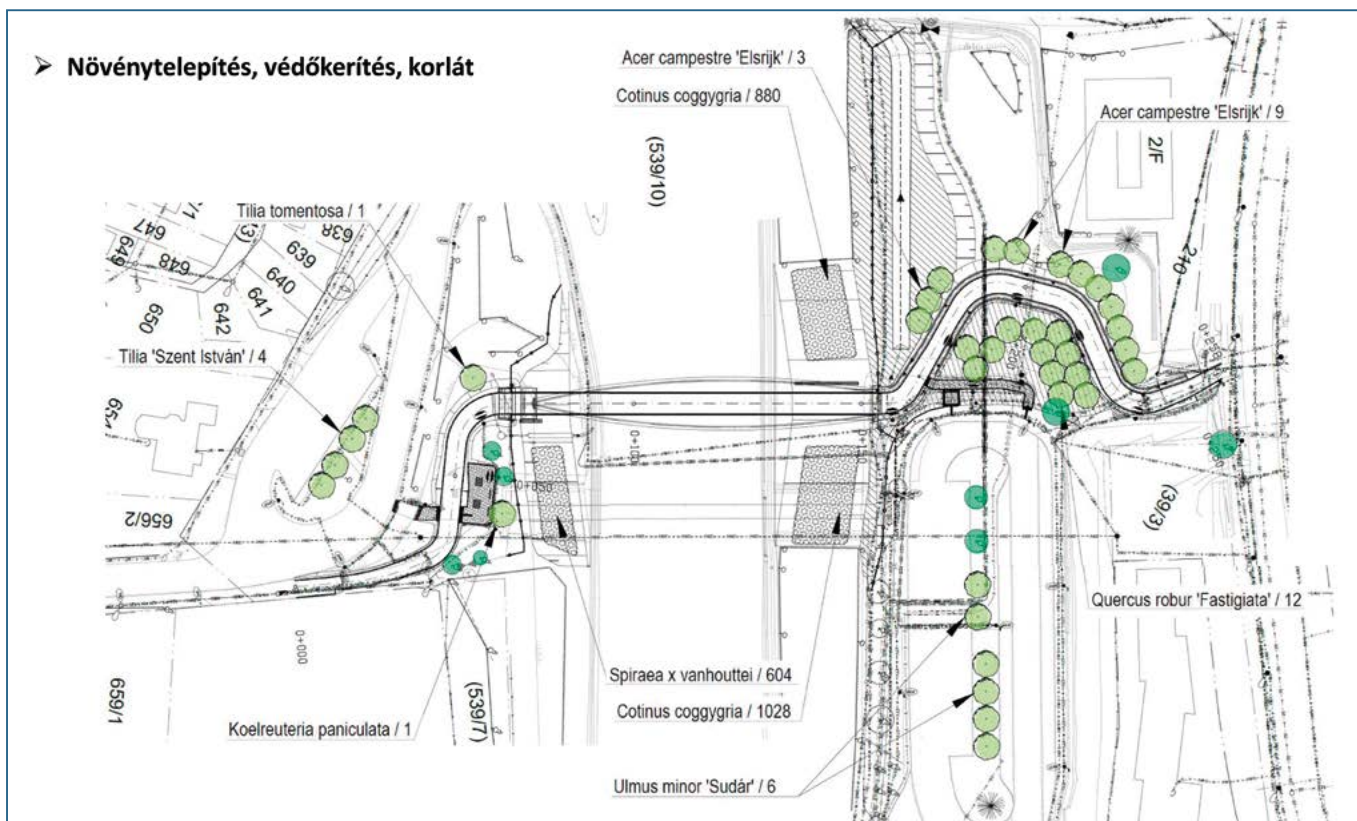 ➤ Növénytelepítés, védőkerítés, korlát
Acer campestre 'Elsrijk' / 3
Cotinus coggygria / 880
Acer campestre 'Elsrijk' / 9
(539/10)
2/F
210
Tilia tomentosa / 1
638
639
640
641
642
647
648
649
650
Tilia 'Szent István' / 4
656/2
659/1
0+000
0+050
(539/7)
(39/3)
Quercus robur 'Fastigiata' / 12
Spiraea x vanhouttei / 604
Cotinus coggygria / 1028
Koelreuteria paniculata / 1
Ulmus minor 'Sudár' / 6